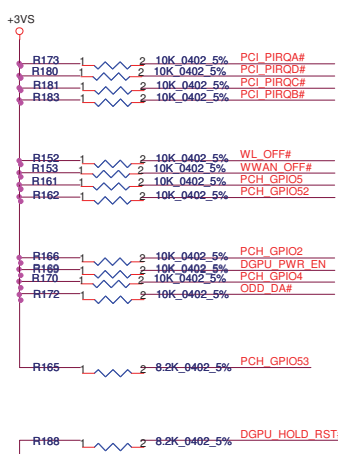 +3VS
R173 1 2 10K_0402_5% PCI_PIRQA#
R180 1 2 10K_0402_5% PCI_PIRQD#
R181 1 2 10K_0402_5% PCI_PIRQC#
R183 1 2 10K_0402_5% PCI_PIRQB#
R152 1 2 10K_0402_5% WL_OFF#
R153 1 2 10K_0402_5% WWAN_OFF#
R161 1 2 10K_0402_5% PCH_GPIO5
R162 1 2 10K_0402_5% PCH_GPIO52
R166 1 2 10K_0402_5% PCH_GPIO2
R169 1 2 10K_0402_5% DGPU_PWR_EN
R170 1 2 10K_0402_5% PCH_GPIO4
R172 1 2 10K_0402_5% ODD_DA#
R165 1 2 8.2K_0402_5% PCH_GPIO53
R188 1 2 8.2K_0402_5% DGPU_HOLD_RST#